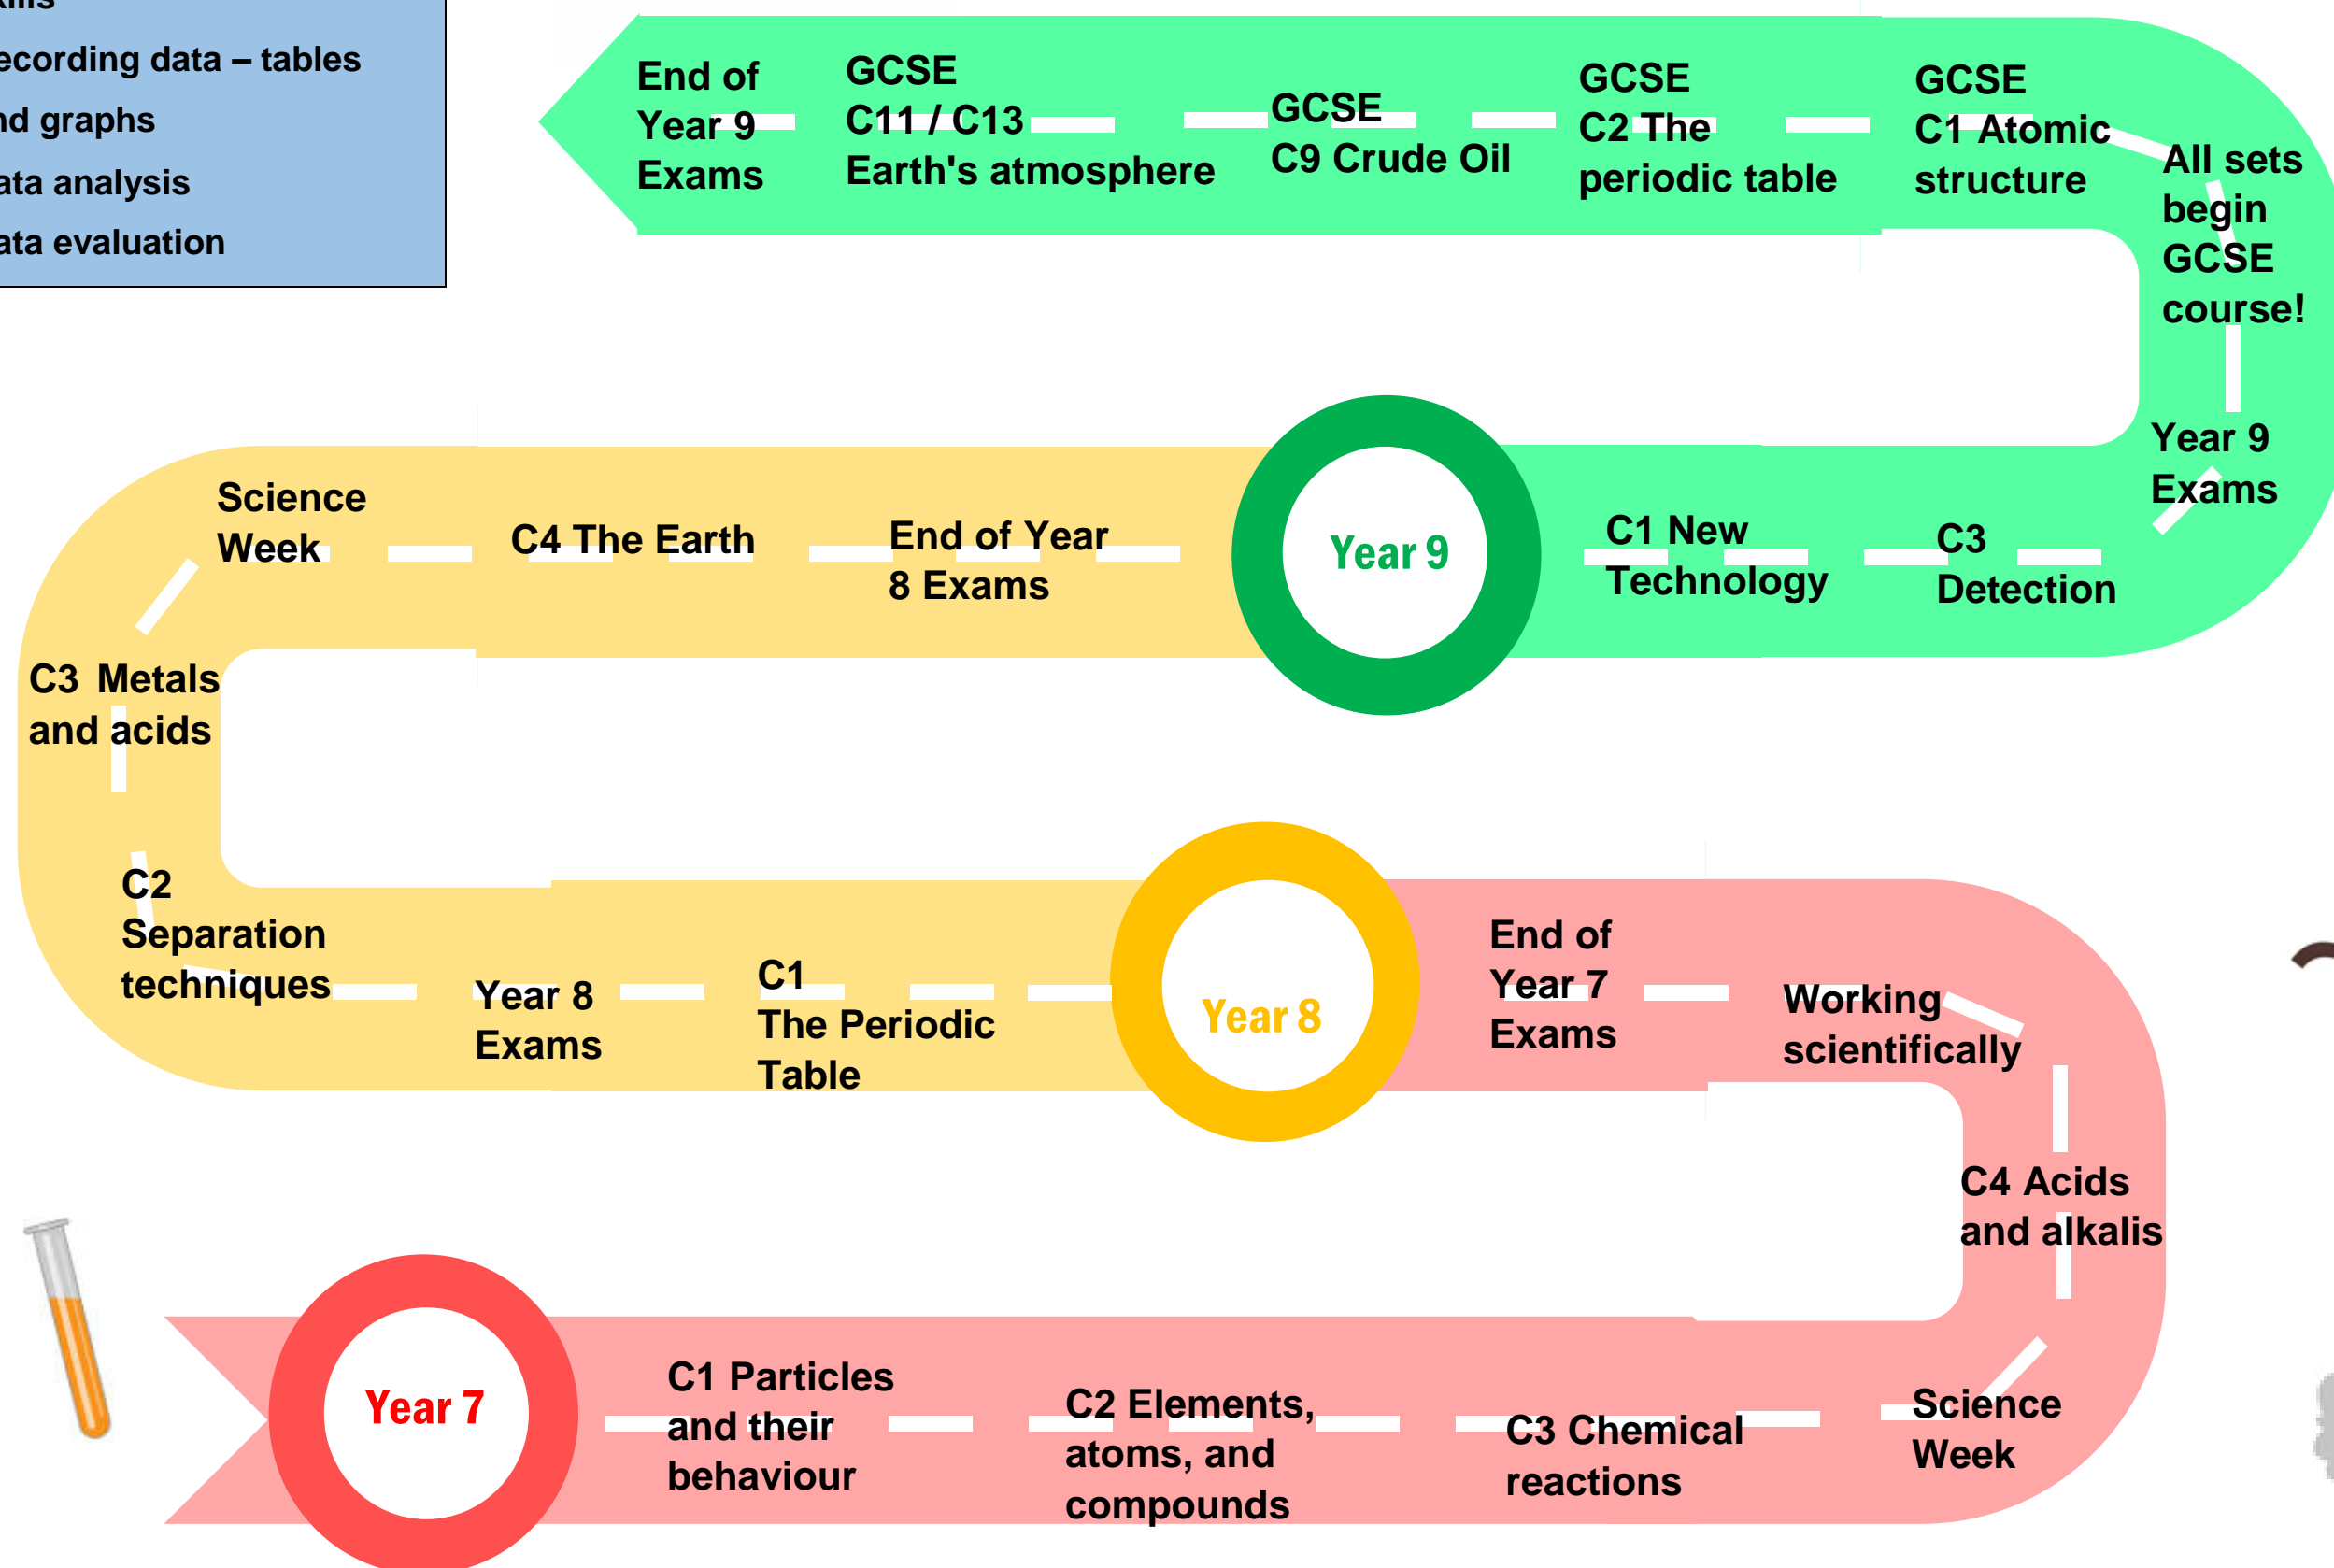 recording data – tables
and graphs
data analysis
data evaluation
End of
Year 9
Exams
GCSE
C11 / C13
Earth's atmosphere
GCSE
C9 Crude Oil
GCSE
C2 The
periodic table
GCSE
C1 Atomic
structure
All sets
begin
GCSE
course!
Year 9
Exams
Science
Week
C4 The Earth
End of Year
8 Exams
Year 9
C1 New
Technology
C3
Detection
C3 Metals
and acids
C2
Separation
techniques
Year 8
Exams
C1
The Periodic
Table
Year 8
End of
Year 7
Exams
Working
scientifically
C4 Acids
and alkalis
Year 7
C1 Particles
and their
behaviour
C2 Elements,
atoms, and
compounds
C3 Chemical
reactions
Science
Week